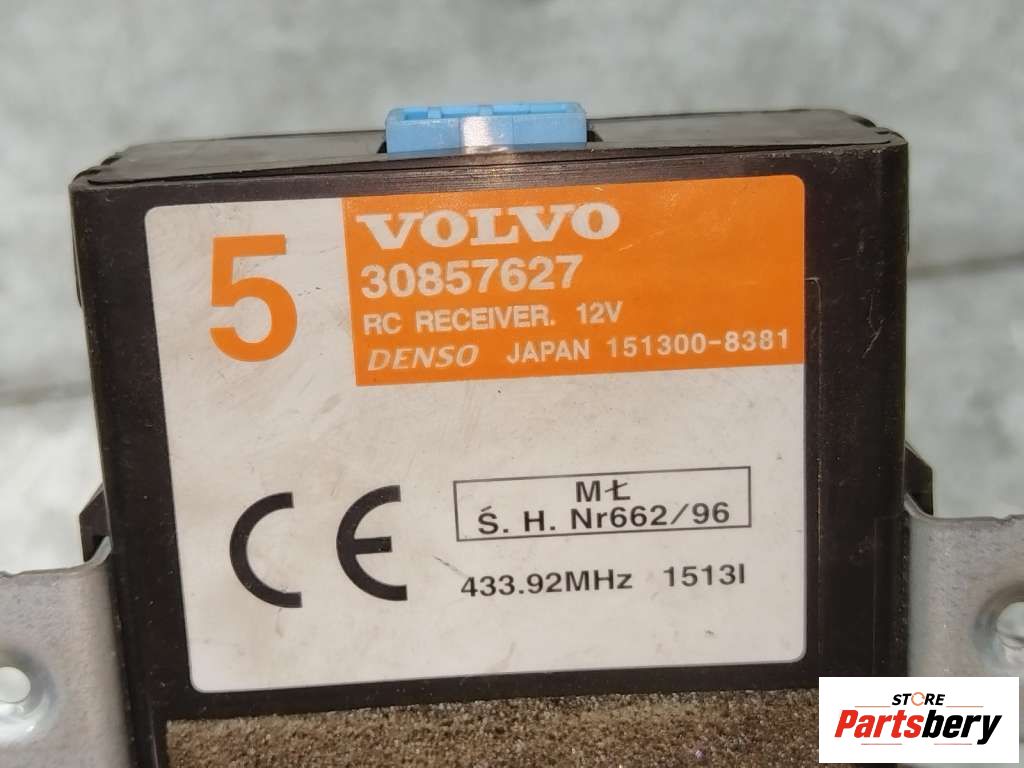 5
VOLVO
30857627
RC RECEIVER. 12V
DENSO JAPAN 151300-8381
CE
MŁ
Ś. H. Nr662/96
433.92MHz 1513I
STORE
Partsbery